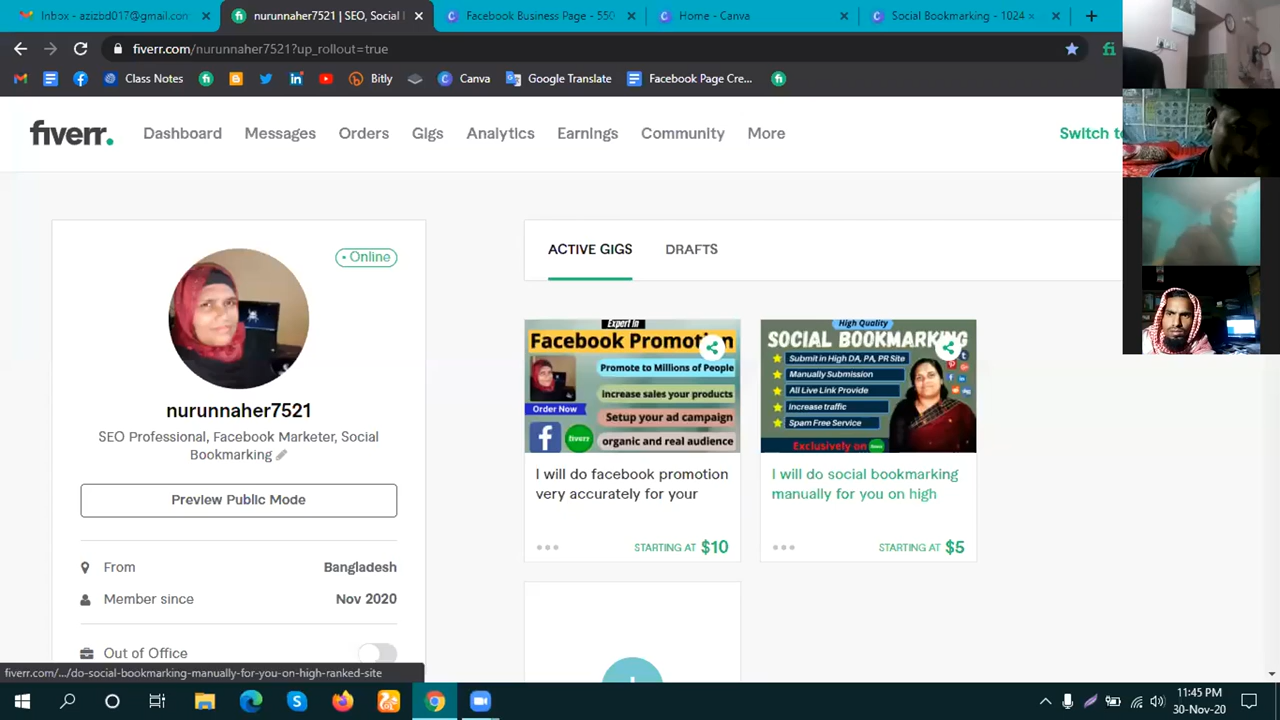 Inbox - azizbd017@gmail.com
nurunnaher7521 | SEO, Social
Facebook Business Page - 550
Home - Canva
Social Bookmarking - 1024
fiverr.com/nurunnaher7521?up_rollout=true
fi
Class Notes
Bitly
Canva
Google Translate
Facebook Page Cre...
fiverr.
Dashboard
Messages
Orders
Gigs
Analytics
Earnings
Community
More
Switch to
Online
nurunnaher7521
SEO Professional, Facebook Marketer, Social
Bookmarking
Preview Public Mode
From
Bangladesh
Member since
Nov 2020
Out of Office
ACTIVE GIGS
DRAFTS
Expert In
Facebook Promotion
Promote to Millions of People
Increase sales your products
Order Now
Setup your ad campaign
fiverr
organic and real audience
I will do facebook promotion
very accurately for your
STARTING AT $10
High Quality
SOCIAL BOOKMARKING
Submit in High DA, PA, PR Site
Manually Submission
All Live Link Provide
Increase traffic
Spam Free Service
Exclusively on
I will do social bookmarking
manually for you on high
STARTING AT $5
fiverr.com/.../do-social-bookmarking-manually-for-you-on-high-ranked-site
11:45 PM
30-Nov-20